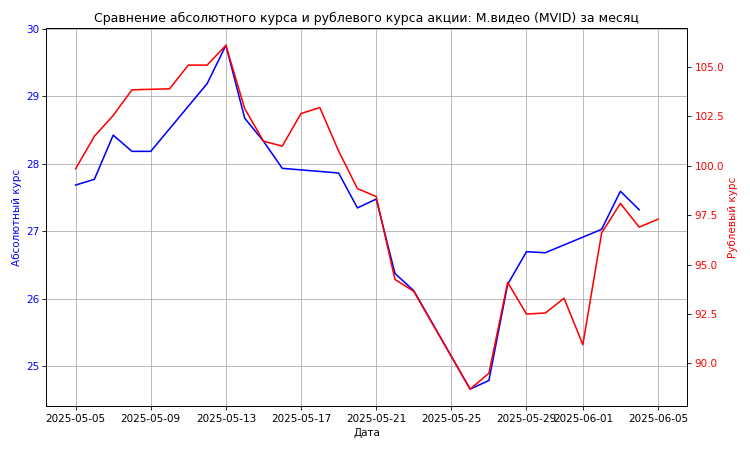 Сравнение абсолютного курса и рублевого курса акции: М.видео (MVID) за месяц
30
29
28
27
26
25
Абсолютный курс
105.0
102.5
100.0
97.5
95.0
92.5
90.0
Рублевый курс
2025-05-05 2025-05-09 2025-05-13 2025-05-17 2025-05-21 2025-05-25 2025-05-29 2025-06-01 2025-06-05
Дата